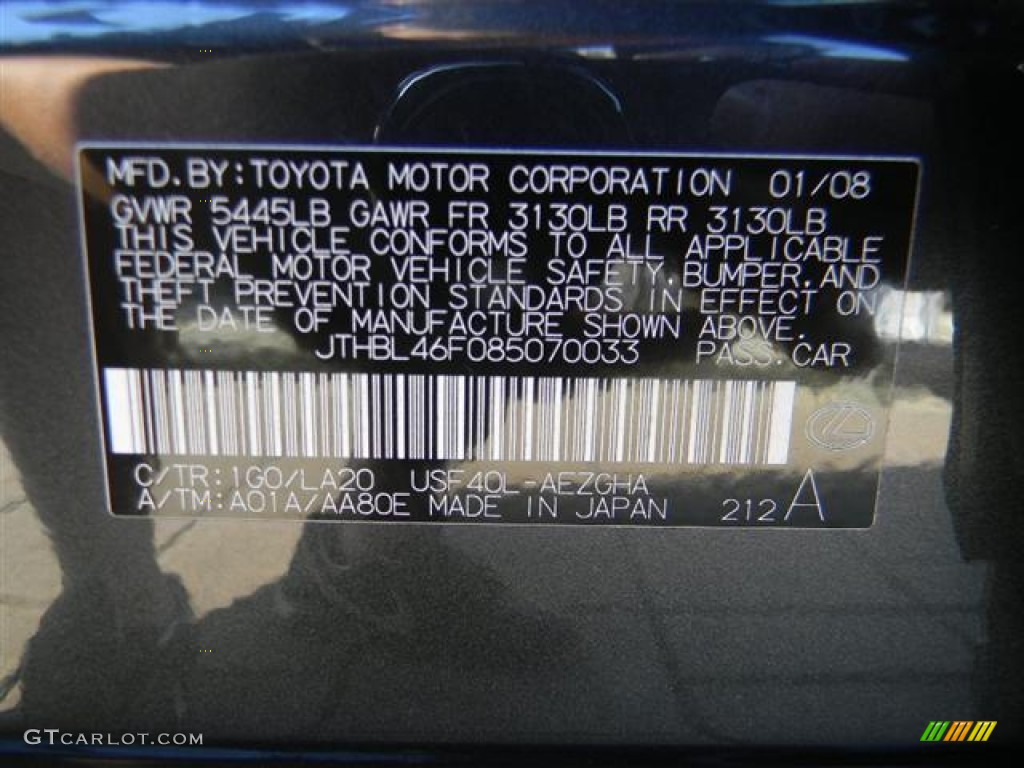 MFD.BY:TOYOTA MOTOR CORPORATION 01/08
GVWR 5445LB GAWR FR 3130LB RR 3130LB
THIS VEHICLE CONFORMS TO ALL APPLICABLE
FEDERAL MOTOR VEHICLE SAFETY,BUMPER,AND
THEFT PREVENTION STANDARDS IN EFFECT ON
THE DATE OF MANUFACTURE SHOWN ABOVE.
JTHBL46F085070033 PASS.CAR
C/TR:1G0/LA20 USF40L-AEZGHA
A/TM:A01A/AA80E MADE IN JAPAN 212A
GTCARLOT.COM